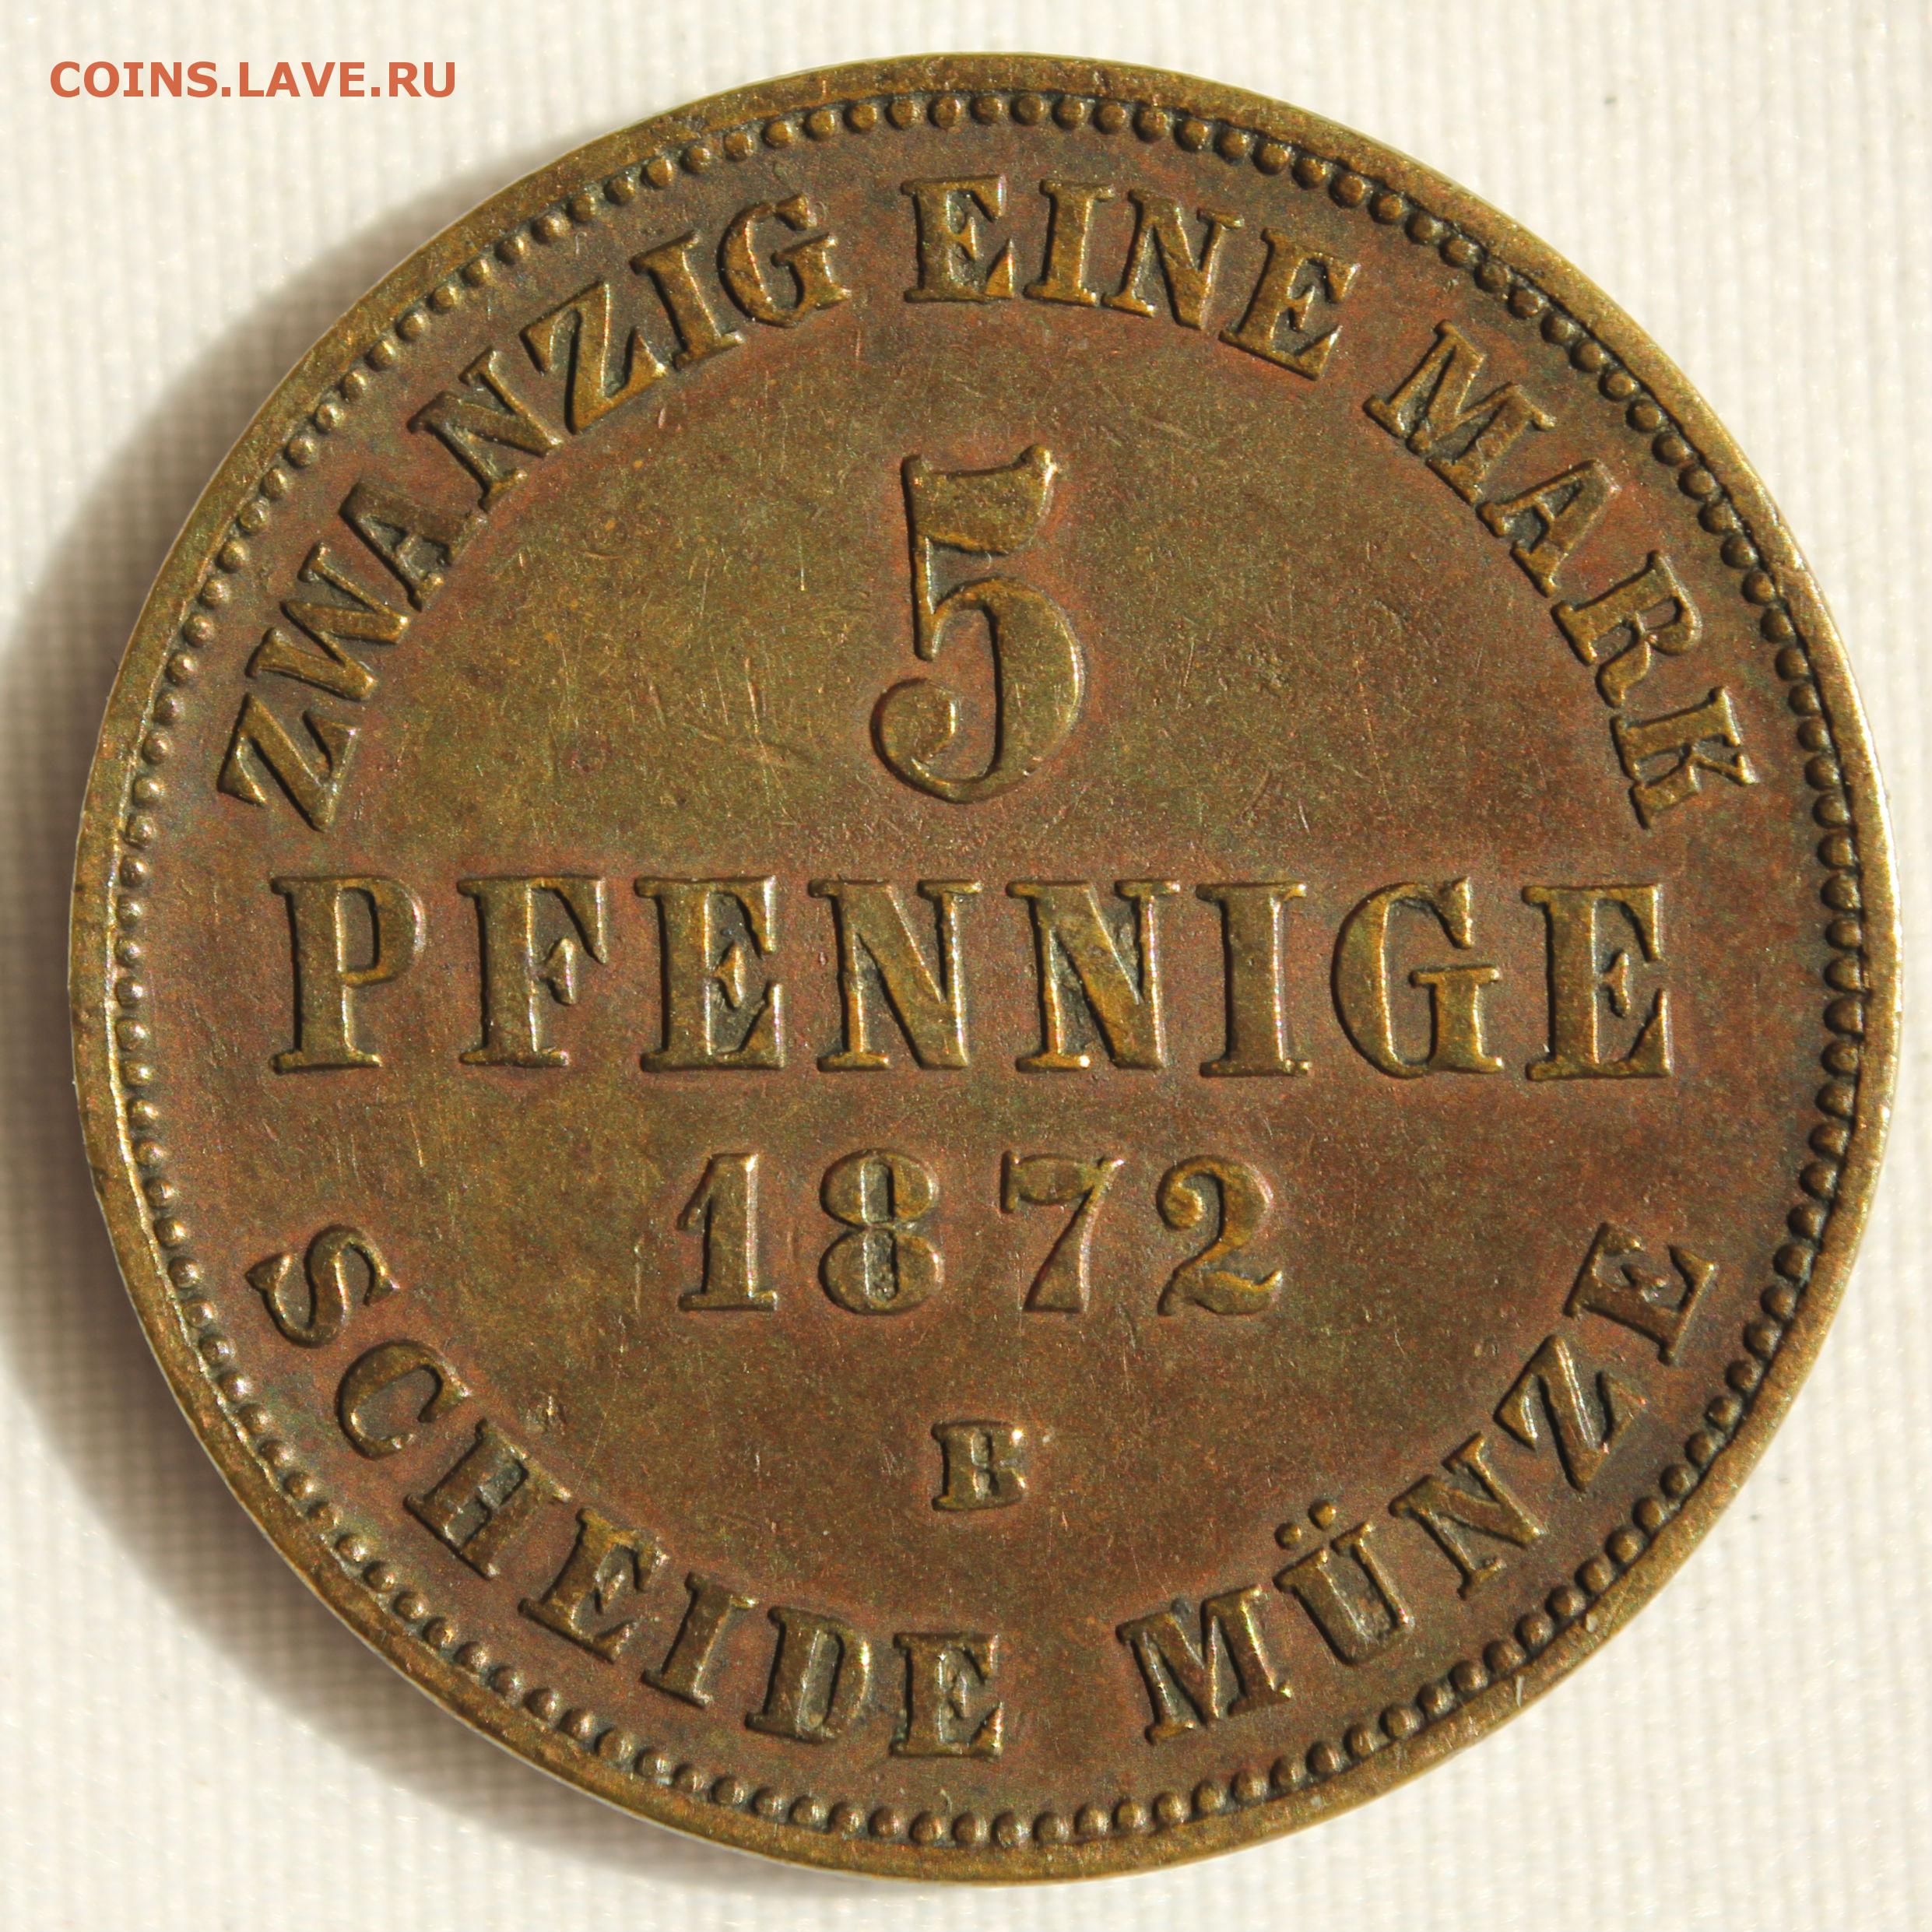 COINS.LAVE.RU
ZWANZIG EINE MARK
5
PFENNIGE
1872
B
SCHEIDE MÜNZE